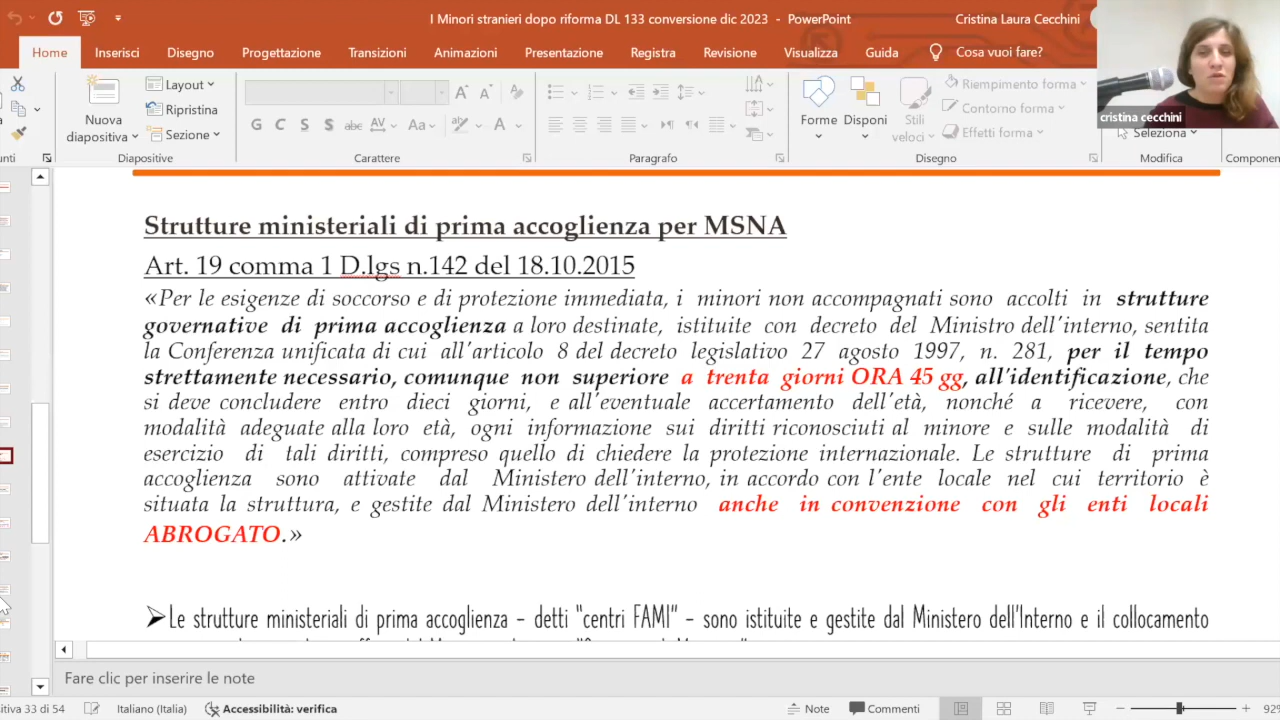 I Minori stranieri dopo riforma DL 133 conversione dic 2023 - PowerPoint
Cristina Laura Cecchini
Home Inserisci Disegno Progettazione Transizioni Animazioni Presentazione Registra Revisione Visualizza Guida Cosa vuoi fare?
Nuova diapositiva
Layout
Ripristina
Sezione
G C S S abc AV Aa A
Forme Disponi Stili veloci
Riempimento forma
Contorno forma
Effetti forma
cristina cecchini
Seleziona
Diapositive Carattere Paragrafo Disegno Modifica Componen
Strutture ministeriali di prima accoglienza per MSNA
Art. 19 comma 1 D.lgs n.142 del 18.10.2015
«Per le esigenze di soccorso e di protezione immediata, i minori non accompagnati sono accolti in strutture
governative di prima accoglienza a loro destinate, istituite con decreto del Ministro dell'interno, sentita
la Conferenza unificata di cui all'articolo 8 del decreto legislativo 27 agosto 1997, n. 281, per il tempo
strettamente necessario, comunque non superiore a trenta giorni ORA 45 gg, all'identificazione, che
si deve concludere entro dieci giorni, e all'eventuale accertamento dell'età, nonché a ricevere, con
modalità adeguate alla loro età, ogni informazione sui diritti riconosciuti al minore e sulle modalità di
esercizio di tali diritti, compreso quello di chiedere la protezione internazionale. Le strutture di prima
accoglienza sono attivate dal Ministero dell'interno, in accordo con l'ente locale nel cui territorio è
situata la struttura, e gestite dal Ministero dell'interno anche in convenzione con gli enti locali
ABROGATO.»
➢Le strutture ministeriali di prima accoglienza – detti “centri FAMI” – sono istituite e gestite dal Ministero dell'Interno e il collocamento
Fare clic per inserire le note
sitiva 33 di 54 Italiano (Italia) Accessibilità: verifica Note Commenti 92%